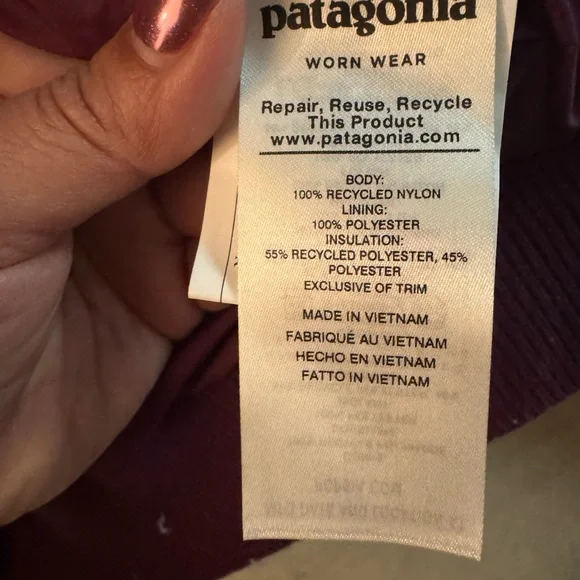 patagonia
WORN WEAR
Repair, Reuse, Recycle
This Product
www.patagonia.com
BODY:
100% RECYCLED NYLON
LINING:
100% POLYESTER
INSULATION:
55% RECYCLED POLYESTER, 45%
POLYESTER
EXCLUSIVE OF TRIM
MADE IN VIETNAM
FABRIQUÉ AU VIETNAM
HECHO EN VIETNAM
FATTO IN VIETNAM